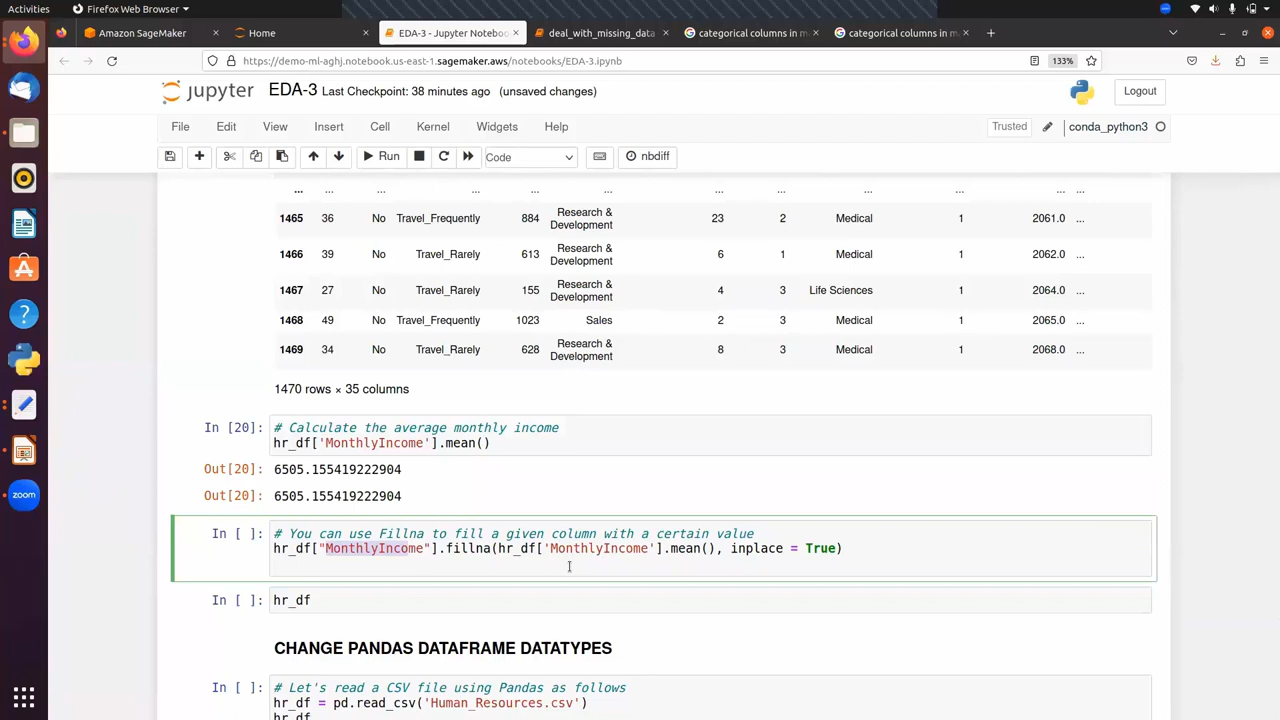 Activities
Firefox Web Browser
Amazon SageMaker
Home
EDA-3 - Jupyter Noteboo
deal_with_missing_data
categorical columns in m
categorical columns in m
https://demo-ml-aghj.notebook.us-east-1.sagemaker.aws/notebooks/EDA-3.ipynb
133%
jupyter
EDA-3 Last Checkpoint: 38 minutes ago (unsaved changes)
Logout
File Edit View Insert Cell Kernel Widgets Help
Trusted
conda_python3
Run
Code
nbdiff
... ... ... ... ... ... ... ... ... ... ... ...
1465 36 No Travel_Frequently 884 Research & Development 23 2 Medical 1 2061.0 ...
1466 39 No Travel_Rarely 613 Research & Development 6 1 Medical 1 2062.0 ...
1467 27 No Travel_Rarely 155 Research & Development 4 3 Life Sciences 1 2064.0 ...
1468 49 No Travel_Frequently 1023 Sales 2 3 Medical 1 2065.0 ...
1469 34 No Travel_Rarely 628 Research & Development 8 3 Medical 1 2068.0 ...
1470 rows × 35 columns
In [20]: # Calculate the average monthly income
hr_df['MonthlyIncome'].mean()
Out[20]: 6505.155419222904
Out[20]: 6505.155419222904
In [ ]: # You can use Fillna to fill a given column with a certain value
hr_df["MonthlyIncome"].fillna(hr_df['MonthlyIncome'].mean(), inplace = True)
In [ ]: hr_df
CHANGE PANDAS DATAFRAME DATATYPES
In [ ]: # Let's read a CSV file using Pandas as follows
hr_df = pd.read_csv('Human_Resources.csv')
hr_df
zoom